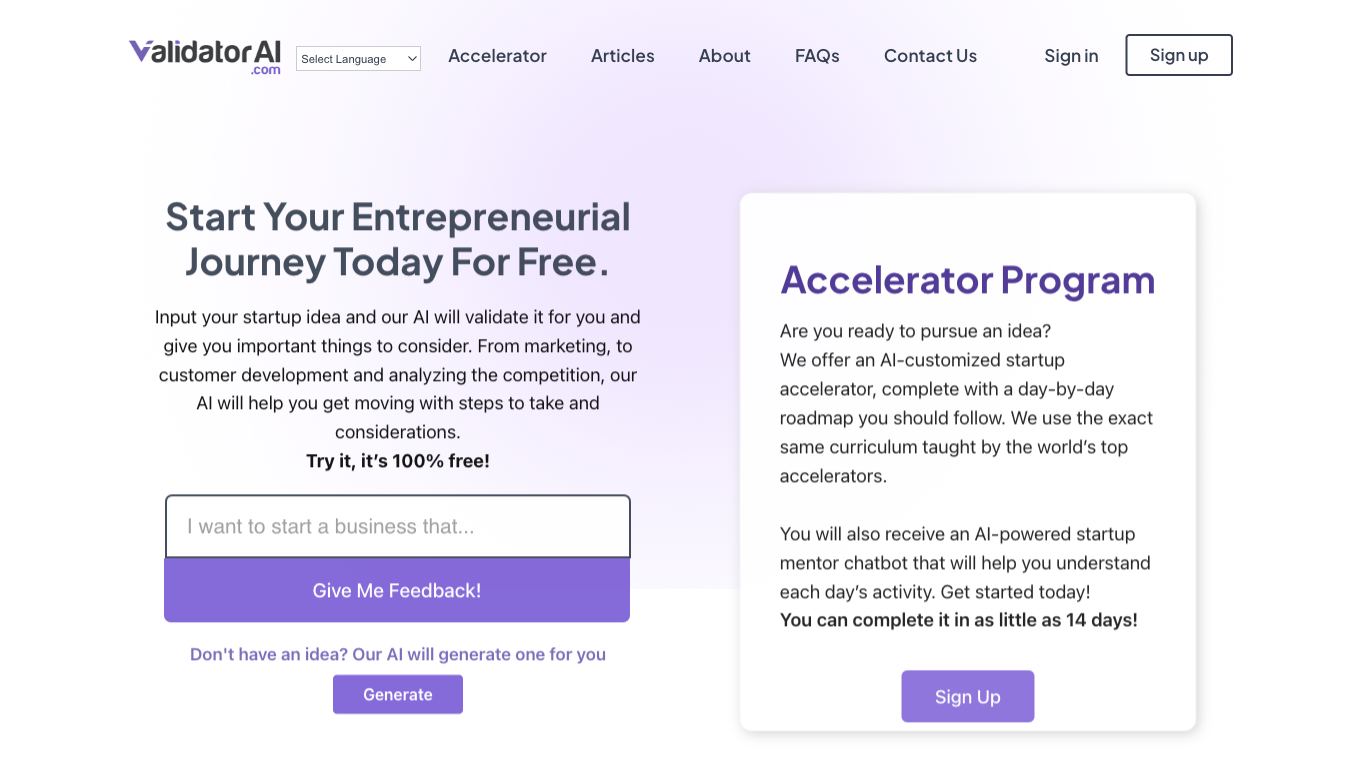 ValidatorAI
.com
Select Language
Accelerator
Articles
About
FAQs
Contact Us
Sign in
Sign up
Start Your Entrepreneurial
Journey Today For Free.
Input your startup idea and our AI will validate it for you and
give you important things to consider. From marketing, to
customer development and analyzing the competition, our
AI will help you get moving with steps to take and
considerations.
Try it, it’s 100% free!
I want to start a business that...
Give Me Feedback!
Don't have an idea? Our AI will generate one for you
Generate
Accelerator Program
Are you ready to pursue an idea?
We offer an AI-customized startup
accelerator, complete with a day-by-day
roadmap you should follow. We use the exact
same curriculum taught by the world’s top
accelerators.
You will also receive an AI-powered startup
mentor chatbot that will help you understand
each day’s activity. Get started today!
You can complete it in as little as 14 days!
Sign Up